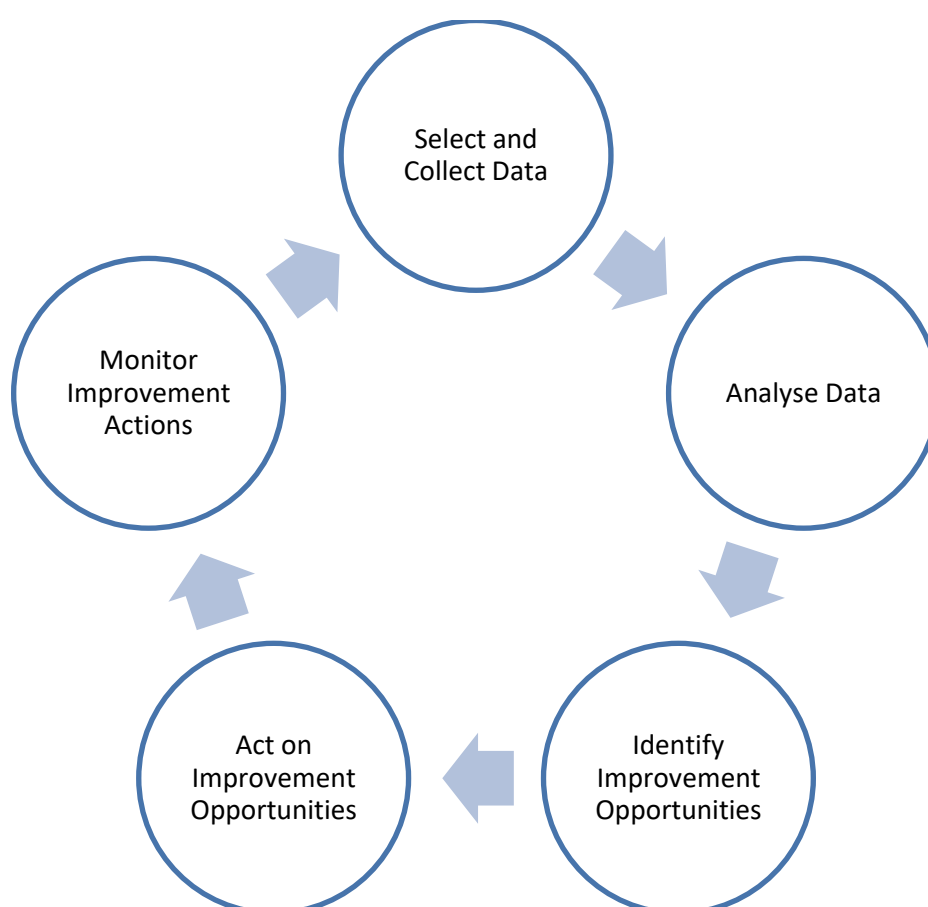 Select and
Collect Data
Analyse Data
Identify
Improvement
Opportunities
Act on
Improvement
Opportunities
Monitor
Improvement
Actions